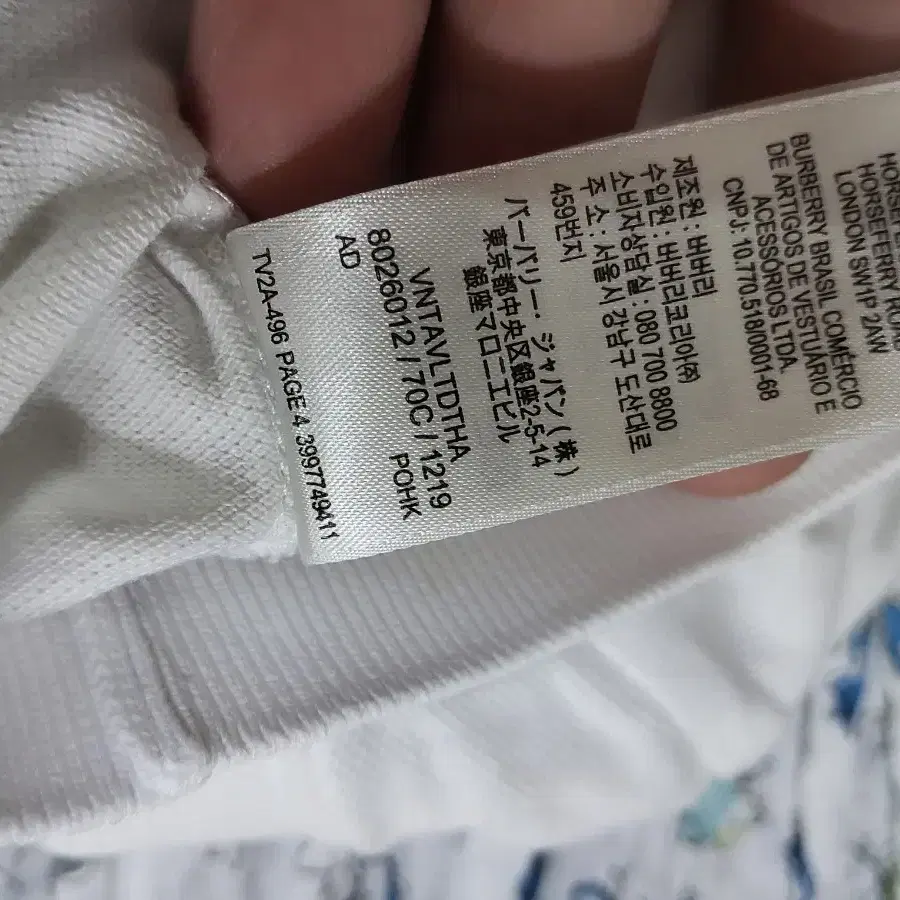 HORSEFERRY ROAD
LONDON SW1P 2AW
BURBERRY BRASIL COMÉRCIO
DE ARTIGOS DE VESTUÁRIO E
ACESSÓRIOS LTDA.
CNPJ: 10.770.518/0001-68
제조원 : 버버리
수입원 : 버버리코리아㈜
소비자상담실 : 080 700 8800
주 소 : 서울시 강남구 도산대로
459번지
バーバリー・ジャパン(株)
東京都中央区銀座2-5-14
銀座マロニエビル
VNTAVLTDTHA
8026012 / 70C / 1219
AD POHK
TV2A-496 PAGE 4 3997749411